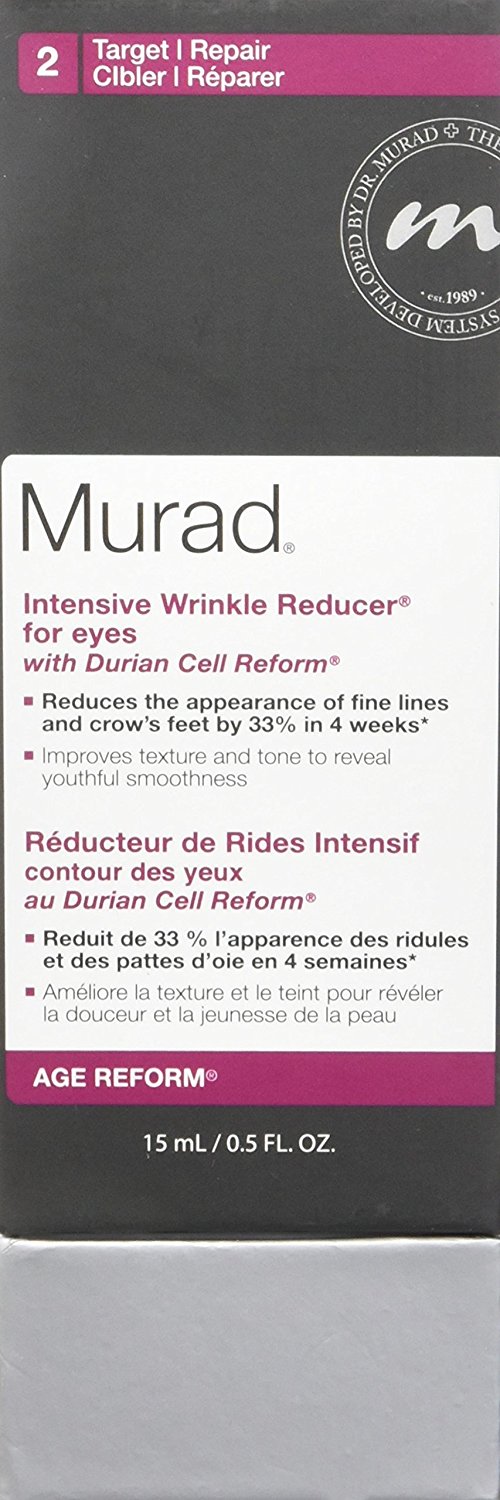 2
Target | Repair
CIbler | Réparer
DEVELOPED BY DR. MURAD + THE
SYSTEM
m
· est.1989 ·
Murad®
Intensive Wrinkle Reducer®
for eyes
with Durian Cell Reform®
▪ Reduces the appearance of fine lines
and crow's feet by 33% in 4 weeks*
▪ Improves texture and tone to reveal
youthful smoothness
Réducteur de Rides Intensif
contour des yeux
au Durian Cell Reform®
▪ Reduit de 33 % l'apparence des ridules
et des pattes d'oie en 4 semaines*
▪ Améliore la texture et le teint pour révéler
la douceur et la jeunesse de la peau
AGE REFORM®
15 mL / 0.5 FL. OZ.